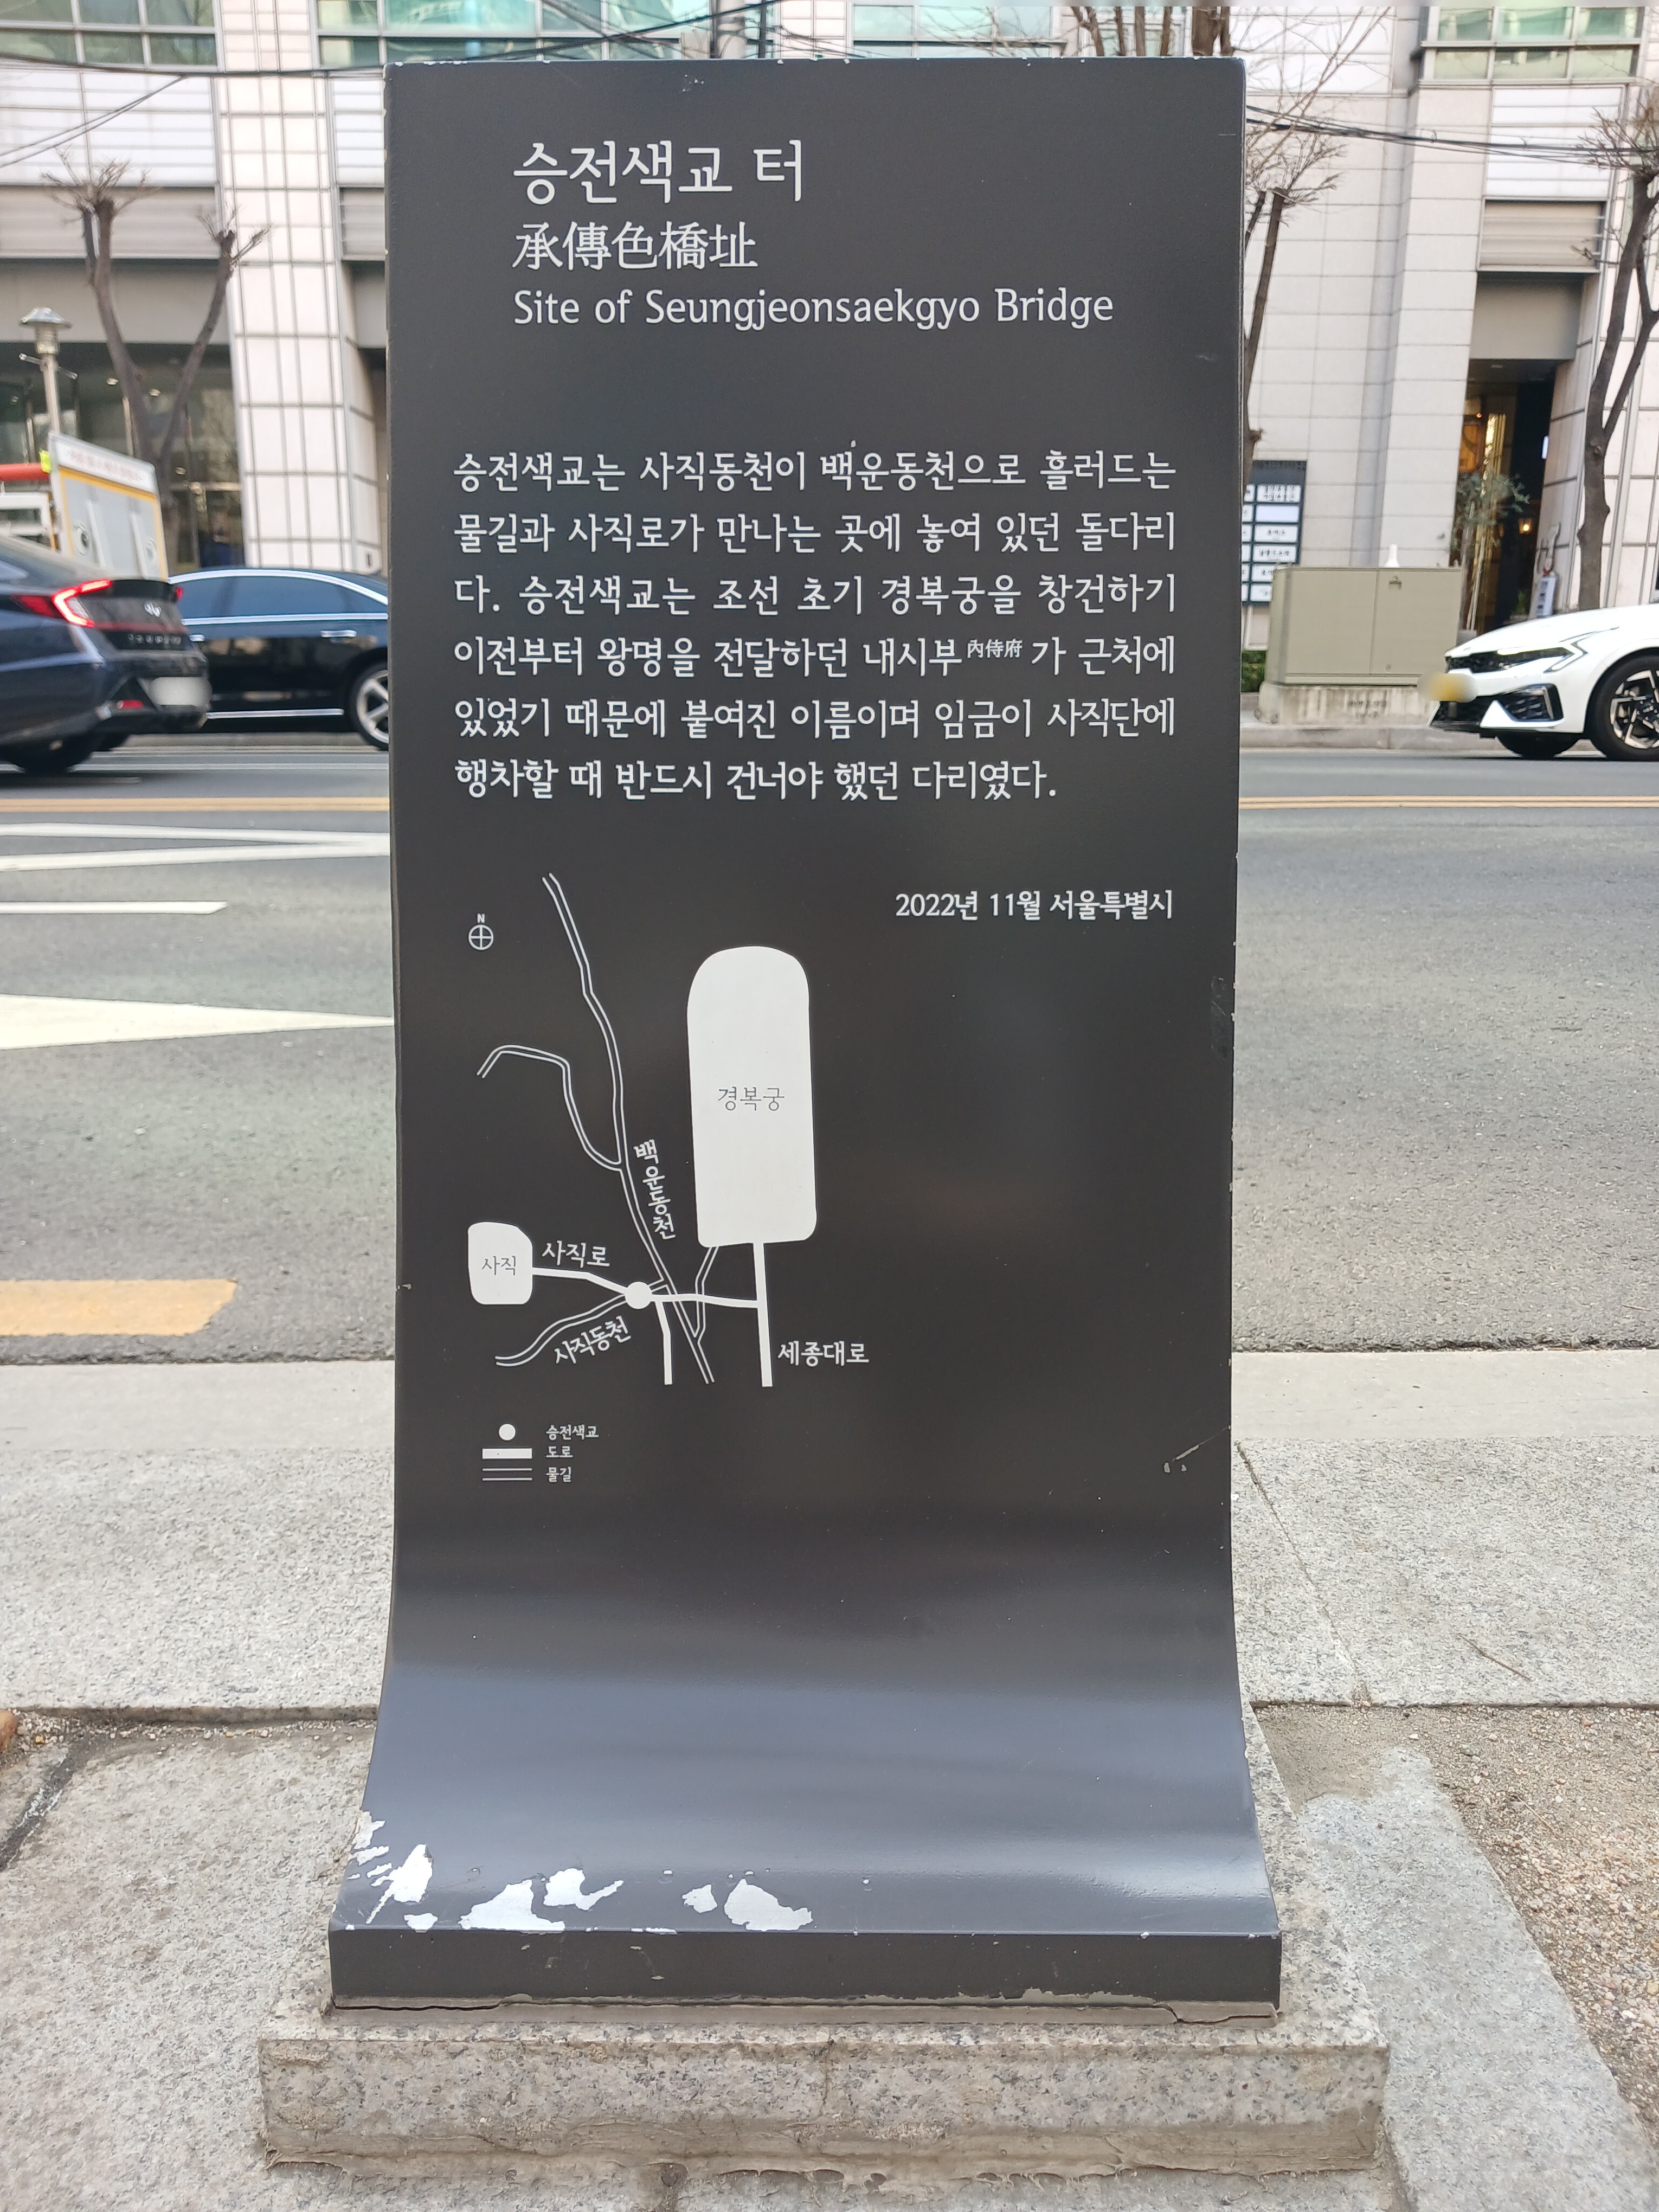 승전색교 터
承傳色橋址
Site of Seungjeonsaekgyo Bridge
승전색교는 사직동천이 백운동천으로 흘러드는
물길과 사직로가 만나는 곳에 놓여 있던 돌다리
다. 승전색교는 조선 초기 경복궁을 창건하기
이전부터 왕명을 전달하던 내시부內侍府가 근처에
있었기 때문에 붙여진 이름이며 임금이 사직단에
행차할 때 반드시 건너야 했던 다리였다.
2022년 11월 서울특별시
N
경복궁
백운동천
사직
사직로
사직동천
세종대로
승전색교
도로
물길